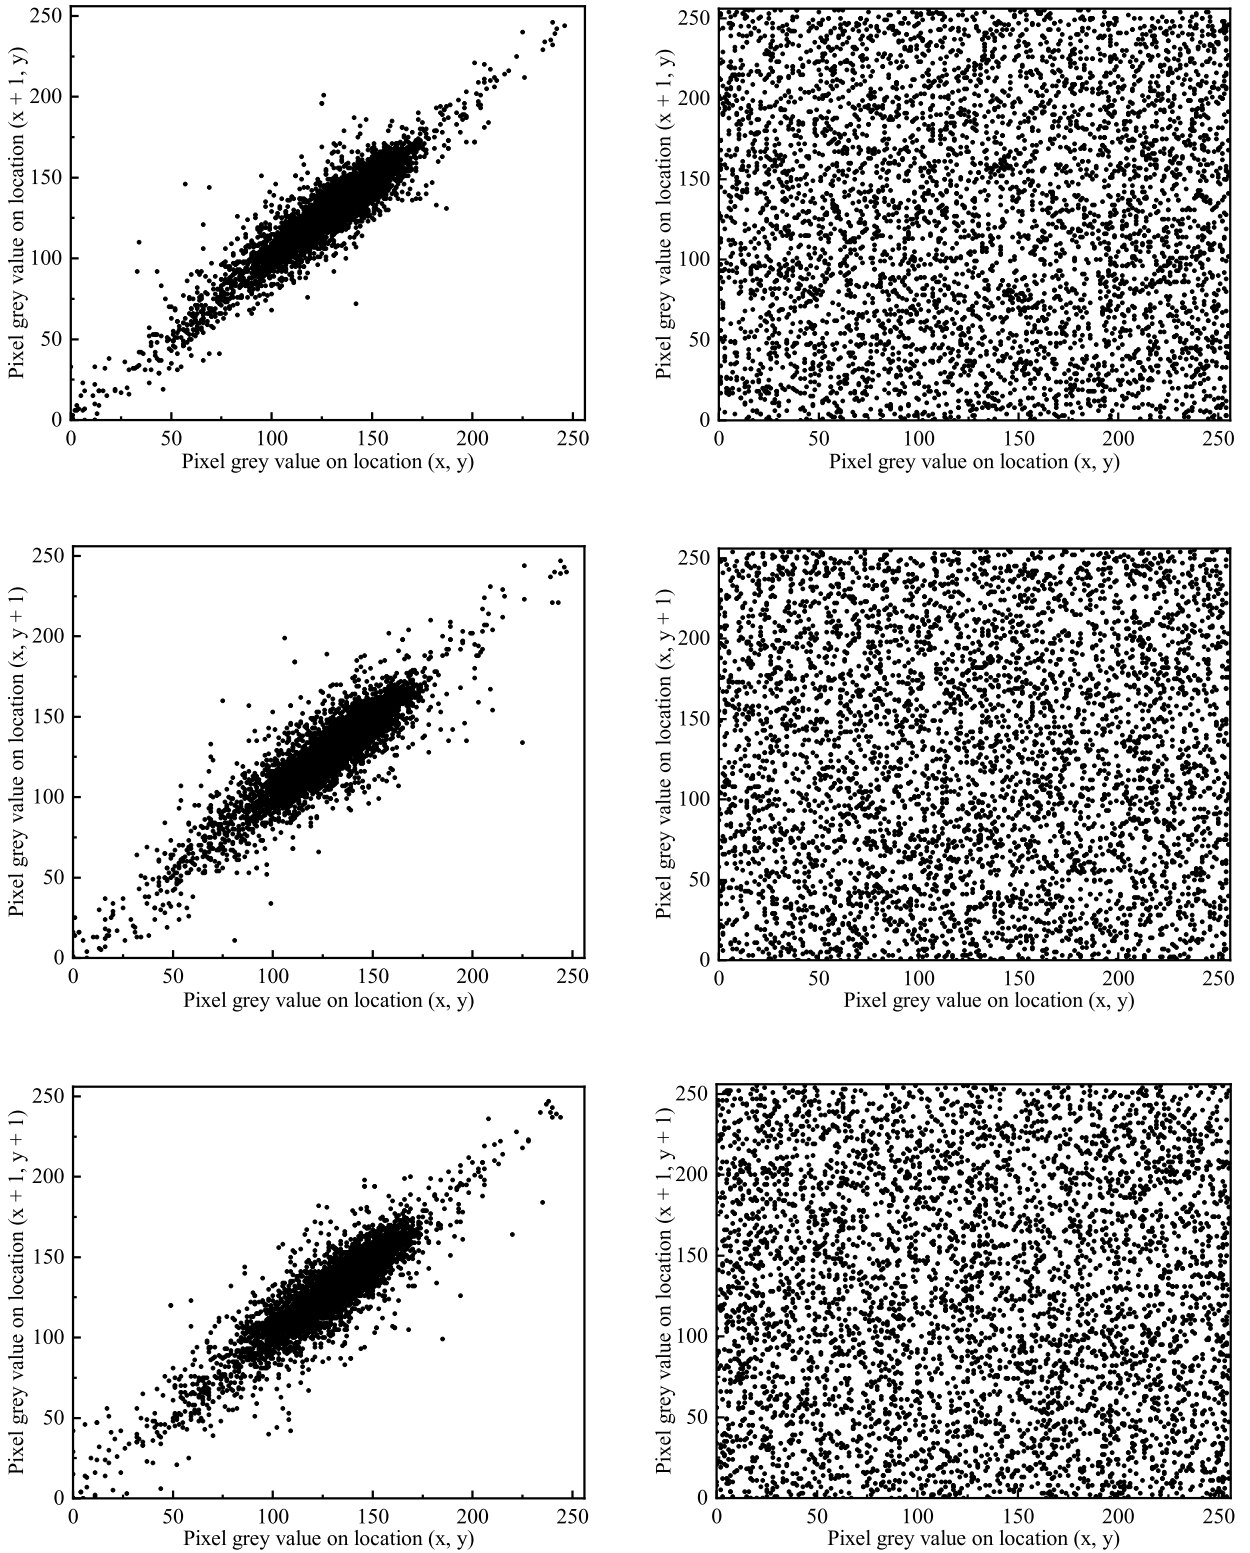 Pixel grey value on location (x + 1, y)
250
200
150
100
50
0
0 50 100 150 200 250
Pixel grey value on location (x, y)
Pixel grey value on location (x + 1, y)
250
200
150
100
50
0
0 50 100 150 200 250
Pixel grey value on location (x, y)
Pixel grey value on location (x, y + 1)
250
200
150
100
50
0
0 50 100 150 200 250
Pixel grey value on location (x, y)
Pixel grey value on location (x, y + 1)
250
200
150
100
50
0
0 50 100 150 200 250
Pixel grey value on location (x, y)
Pixel grey value on location (x + 1, y + 1)
250
200
150
100
50
0
0 50 100 150 200 250
Pixel grey value on location (x, y)
Pixel grey value on location (x + 1, y + 1)
250
200
150
100
50
0
0 50 100 150 200 250
Pixel grey value on location (x, y)